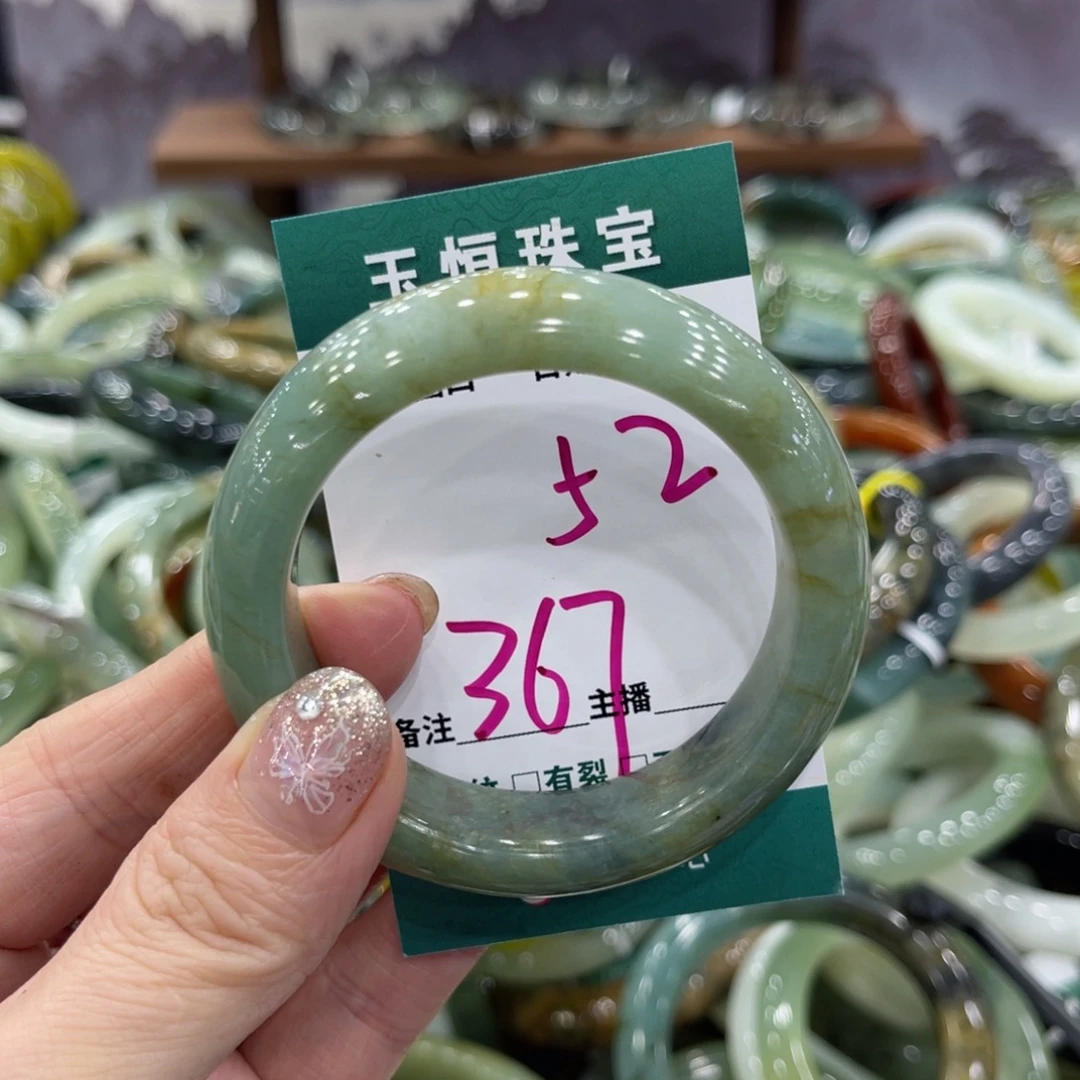 玉恒珠宝
52
367
备注 主播
□有裂 □